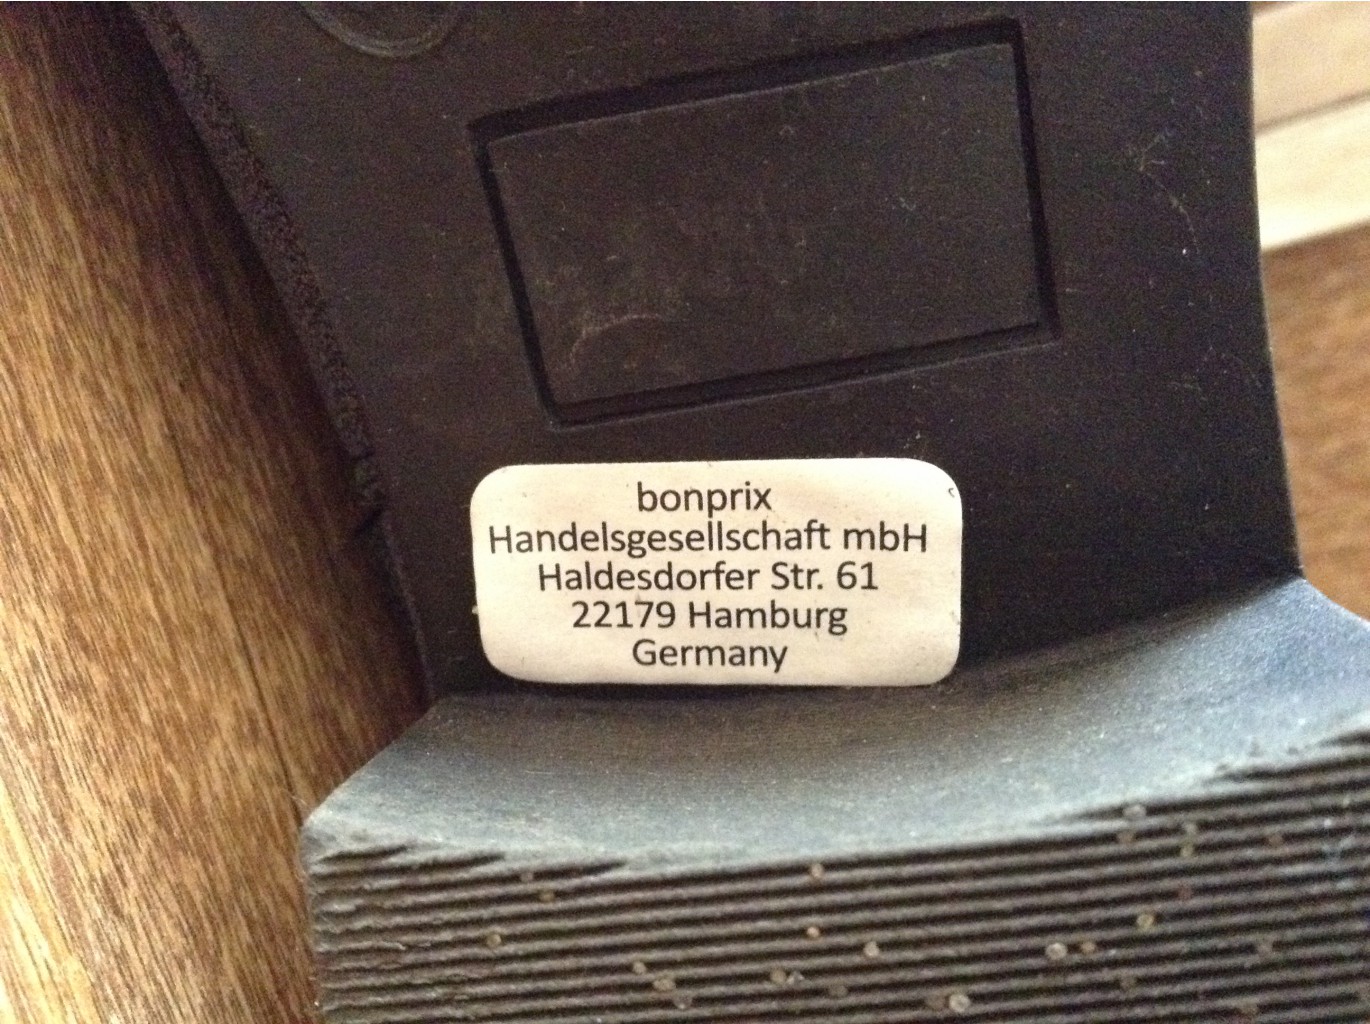 bonprix
Handelsgesellschaft mbH
Haldesdorfer Str. 61
22179 Hamburg
Germany